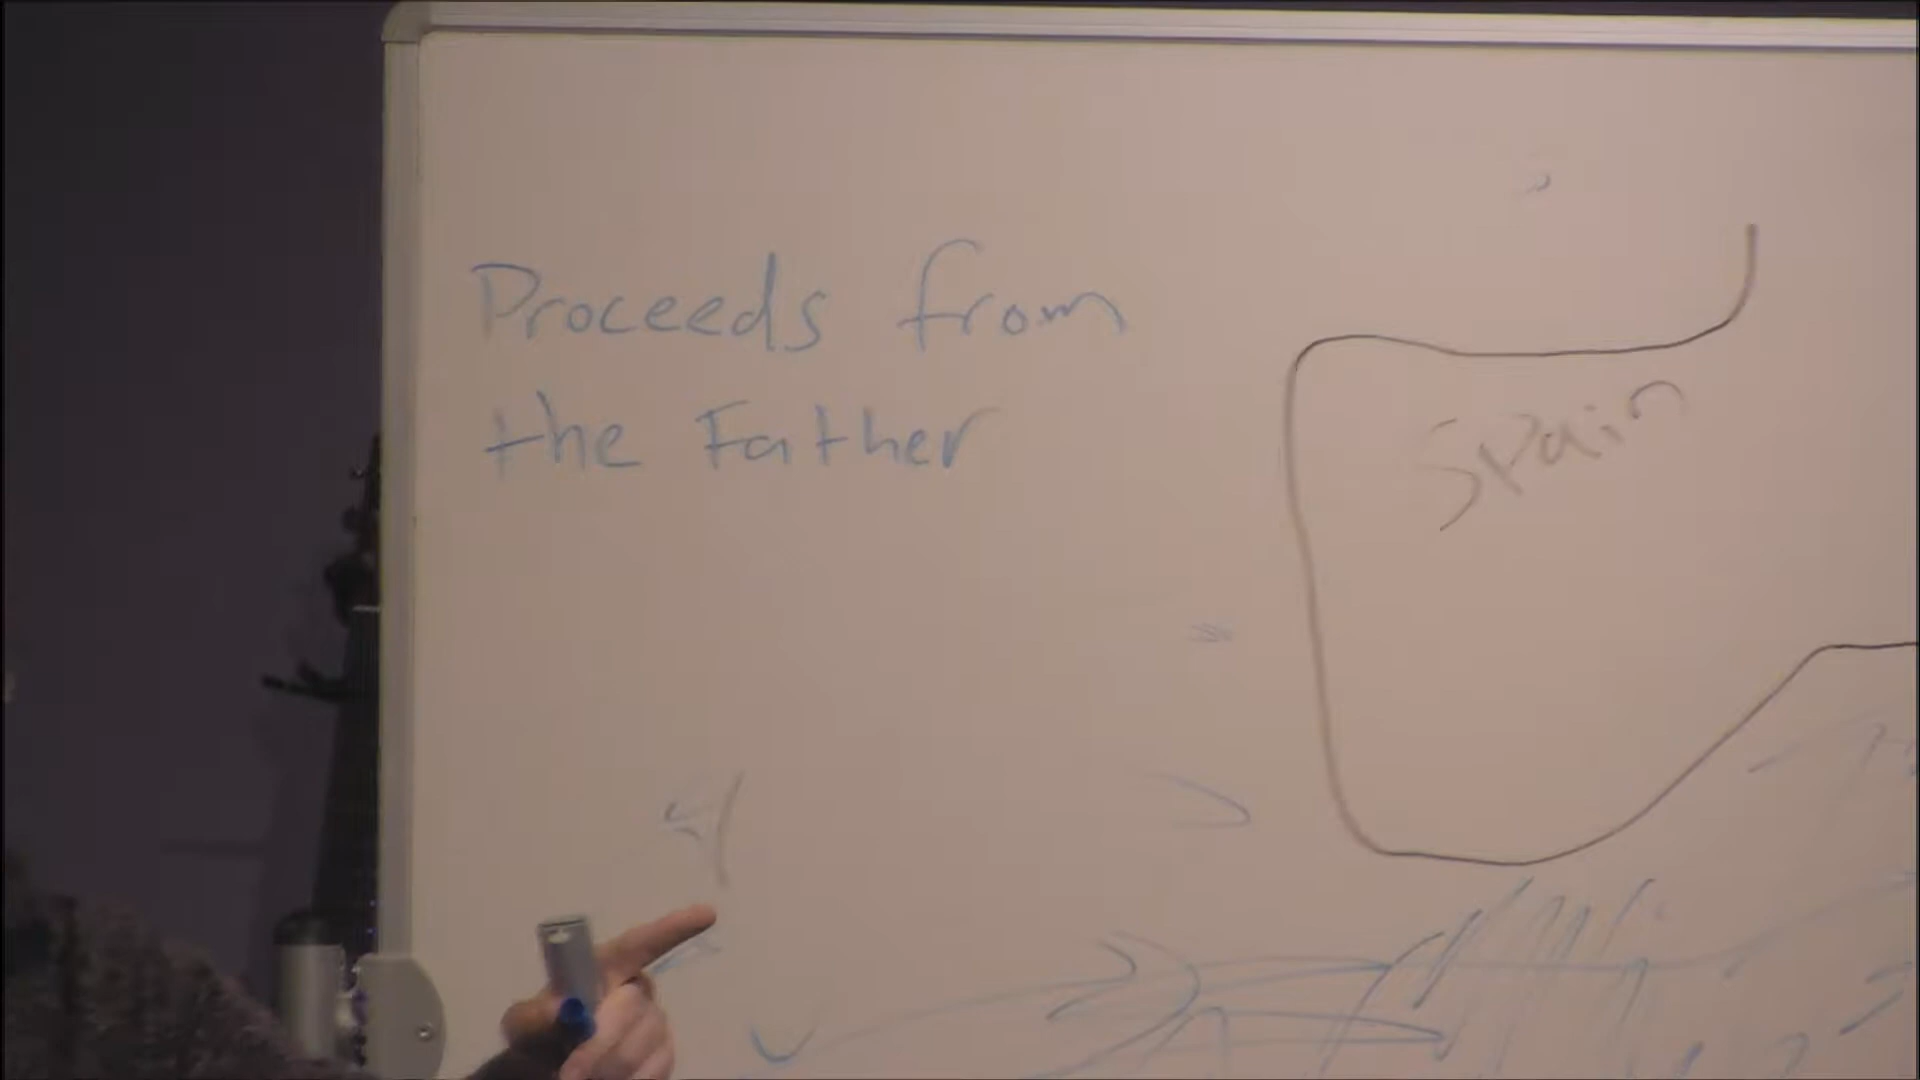 Proceeds from
the Father
Spain